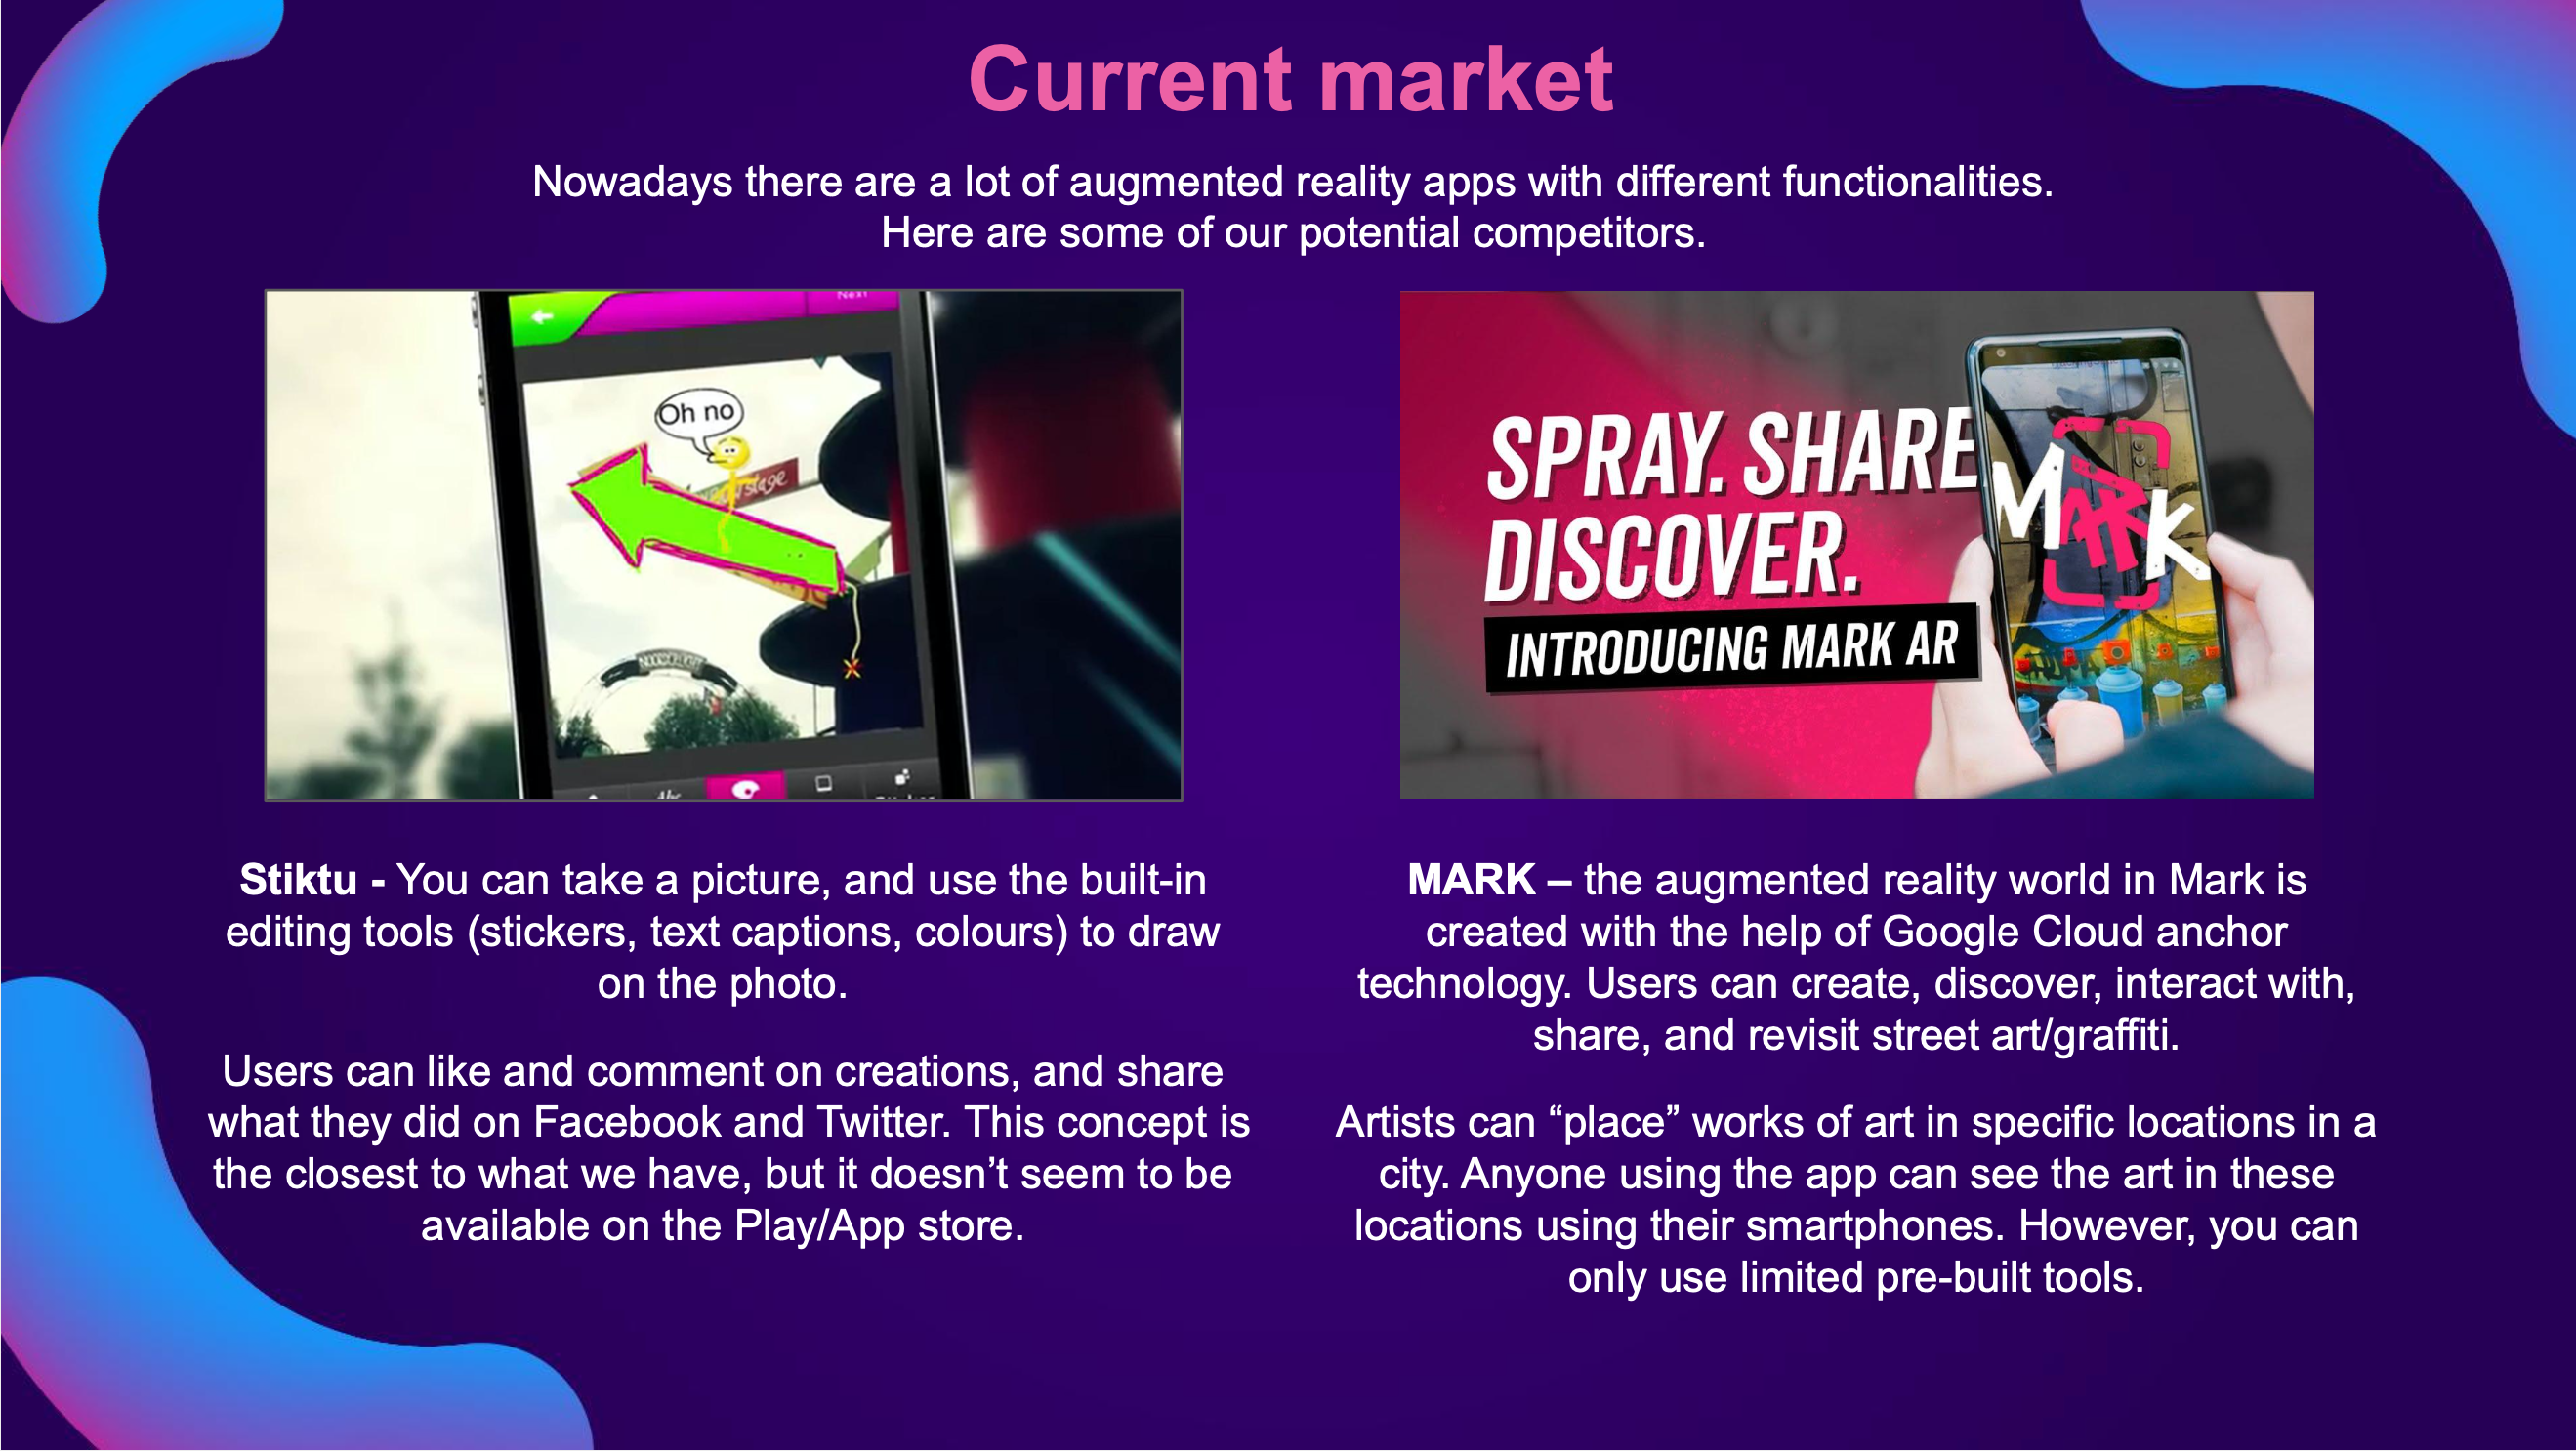 Current market
Nowadays there are a lot of augmented reality apps with different functionalities.
Here are some of our potential competitors.
Next
Oh no
stage
SPRAY. SHARE
DISCOVER.
INTRODUCING MARK AR
MARK
Abc
Stiktu - You can take a picture, and use the built-in
editing tools (stickers, text captions, colours) to draw
on the photo.
Users can like and comment on creations, and share
what they did on Facebook and Twitter. This concept is
the closest to what we have, but it doesn’t seem to be
available on the Play/App store.
MARK – the augmented reality world in Mark is
created with the help of Google Cloud anchor
technology. Users can create, discover, interact with,
share, and revisit street art/graffiti.
Artists can “place” works of art in specific locations in a
city. Anyone using the app can see the art in these
locations using their smartphones. However, you can
only use limited pre-built tools.